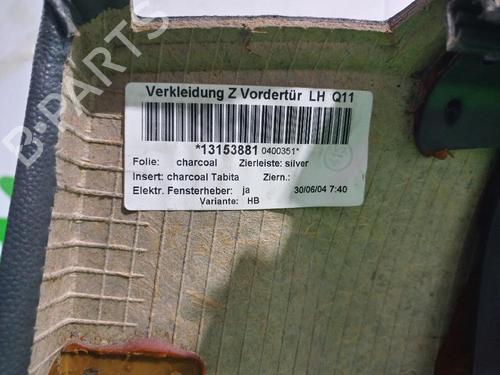 Verkleidung Z Vordertür LH Q11
*13153881 0400351*
Folie: charcoal Zierleiste: silver
Insert: charcoal Tabita Ziern.:
Elektr. Fensterheber: ja 30/06/04 7:40
Variante: HB
B-PARTS